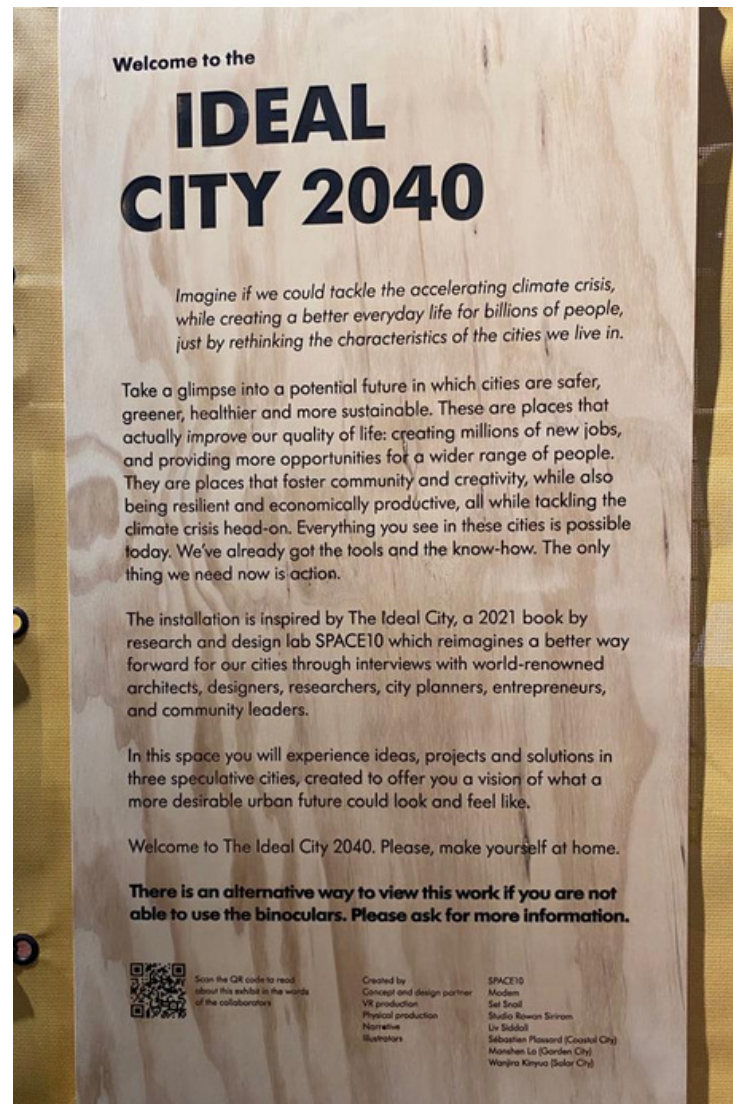 Welcome to the
IDEAL
CITY 2040
Imagine if we could tackle the accelerating climate crisis,
while creating a better everyday life for billions of people,
just by rethinking the characteristics of the cities we live in.
Take a glimpse into a potential future in which cities are safer,
greener, healthier and more sustainable. These are places that
actually improve our quality of life: creating millions of new jobs,
and providing more opportunities for a wider range of people.
They are places that foster community and creativity, while also
being resilient and economically productive, all while tackling the
climate crisis head-on. Everything you see in these cities is possible
today. We've already got the tools and the know-how. The only
thing we need now is action.
The installation is inspired by The Ideal City, a 2021 book by
research and design lab SPACE10 which reimagines a better way
forward for our cities through interviews with world-renowned
architects, designers, researchers, city planners, entrepreneurs,
and community leaders.
In this space you will experience ideas, projects and solutions in
three speculative cities, created to offer you a vision of what a
more desirable urban future could look and feel like.
Welcome to The Ideal City 2040. Please, make yourself at home.
There is an alternative way to view this work if you are not
able to use the binoculars. Please ask for more information.
Scan the QR code to read
about this exhibit in the words
of the collaborators
Created by
Concept and design partner
VR production
Physical production
Narrative
Illustrators
SPACE10
Modem
Set Snail
Studio Rowan Siriram
Liv Siddall
Sébastien Plassard (Coastal City)
Manshen Lo (Garden City)
Wanjira Kinyua (Solar City)